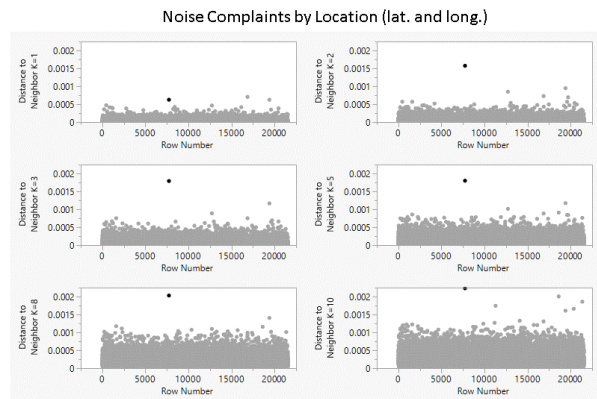 Noise Complaints by Location (lat. and long.)
Distance to
Neighbor K=1
0.002
0.0015
0.001
0.0005
0
0 5000 10000 15000 20000
Row Number
Distance to
Neighbor K=2
0.002
0.0015
0.001
0.0005
0
0 5000 10000 15000 20000
Row Number
Distance to
Neighbor K=3
0.002
0.0015
0.001
0.0005
0
0 5000 10000 15000 20000
Row Number
Distance to
Neighbor K=5
0.002
0.0015
0.001
0.0005
0
0 5000 10000 15000 20000
Row Number
Distance to
Neighbor K=8
0.002
0.0015
0.001
0.0005
0
0 5000 10000 15000 20000
Row Number
Distance to
Neighbor K=10
0.002
0.0015
0.001
0.0005
0
0 5000 10000 15000 20000
Row Number